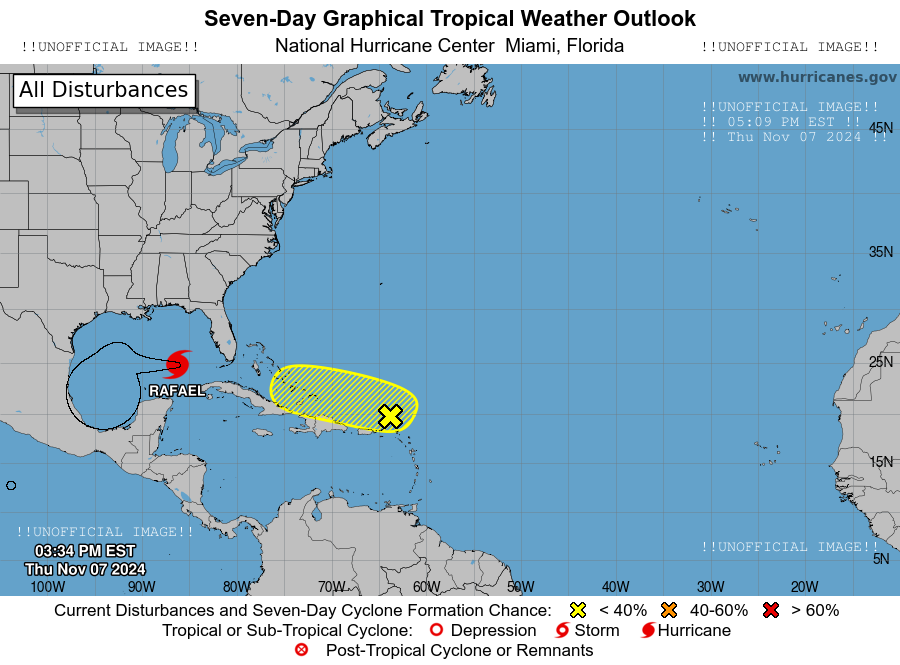 Seven-Day Graphical Tropical Weather Outlook
!!UNOFFICIAL IMAGE!! National Hurricane Center Miami, Florida !!UNOFFICIAL IMAGE!!
All Disturbances
www.hurricanes.gov
!!UNOFFICIAL IMAGE!!
!! 05:09 PM EST !!
!! Thu Nov 07 2024 !!
45N
35N
25N
RAFAEL
15N
!!UNOFFICIAL IMAGE!!
03:34 PM EST
Thu Nov 07 2024
!!UNOFFICIAL IMAGE!!
5N
100W 90W 80W 70W 60W 50W 40W 30W 20W
Current Disturbances and Seven-Day Cyclone Formation Chance: < 40% 40-60% > 60%
Tropical or Sub-Tropical Cyclone: Depression Storm Hurricane
Post-Tropical Cyclone or Remnants